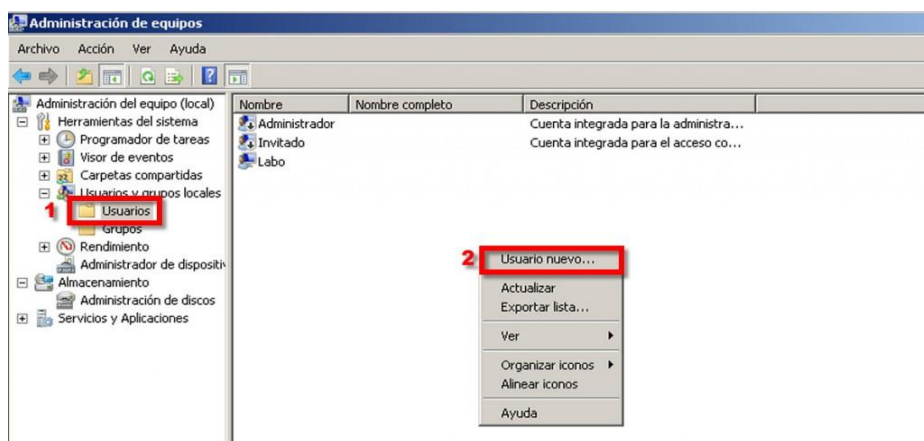 Administración de equipos
Archivo Acción Ver Ayuda
Administración del equipo (local)
Herramientas del sistema
Programador de tareas
Visor de eventos
Carpetas compartidas
Usuarios y grupos locales
1 Usuarios
Grupos
Rendimiento
Administrador de dispositiv
Almacenamiento
Administración de discos
Servicios y Aplicaciones
Nombre Nombre completo Descripción
Administrador Cuenta integrada para la administra...
Invitado Cuenta integrada para el acceso co...
Labo
2 Usuario nuevo...
Actualizar
Exportar lista...
Ver
Organizar iconos
Alinear iconos
Ayuda